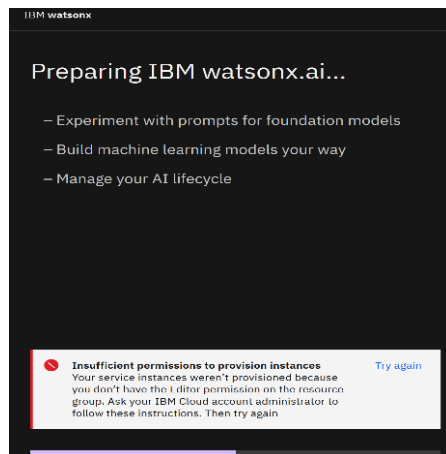 IBM watsonx
Preparing IBM watsonx.ai...
– Experiment with prompts for foundation models
– Build machine learning models your way
– Manage your AI lifecycle
Insufficient permissions to provision instances
Try again
Your service instances weren't provisioned because
you don't have the Editor permission on the resource
group. Ask your IBM Cloud account administrator to
follow these instructions. Then try again